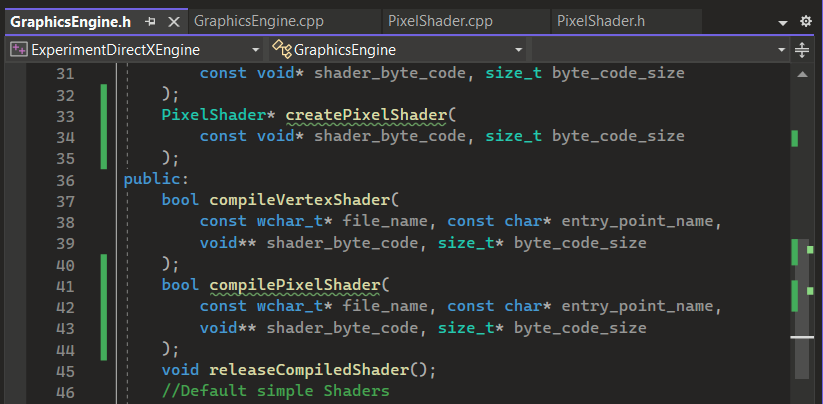 GraphicsEngine.h GraphicsEngine.cpp PixelShader.cpp PixelShader.h
ExperimentDirectXEngine GraphicsEngine
31 const void* shader_byte_code, size_t byte_code_size
32 );
33 PixelShader* createPixelShader(
34 const void* shader_byte_code, size_t byte_code_size
35 );
36 public:
37 bool compileVertexShader(
38 const wchar_t* file_name, const char* entry_point_name,
39 void** shader_byte_code, size_t* byte_code_size
40 );
41 bool compilePixelShader(
42 const wchar_t* file_name, const char* entry_point_name,
43 void** shader_byte_code, size_t* byte_code_size
44 );
45 void releaseCompiledShader();
46 //Default simple Shaders